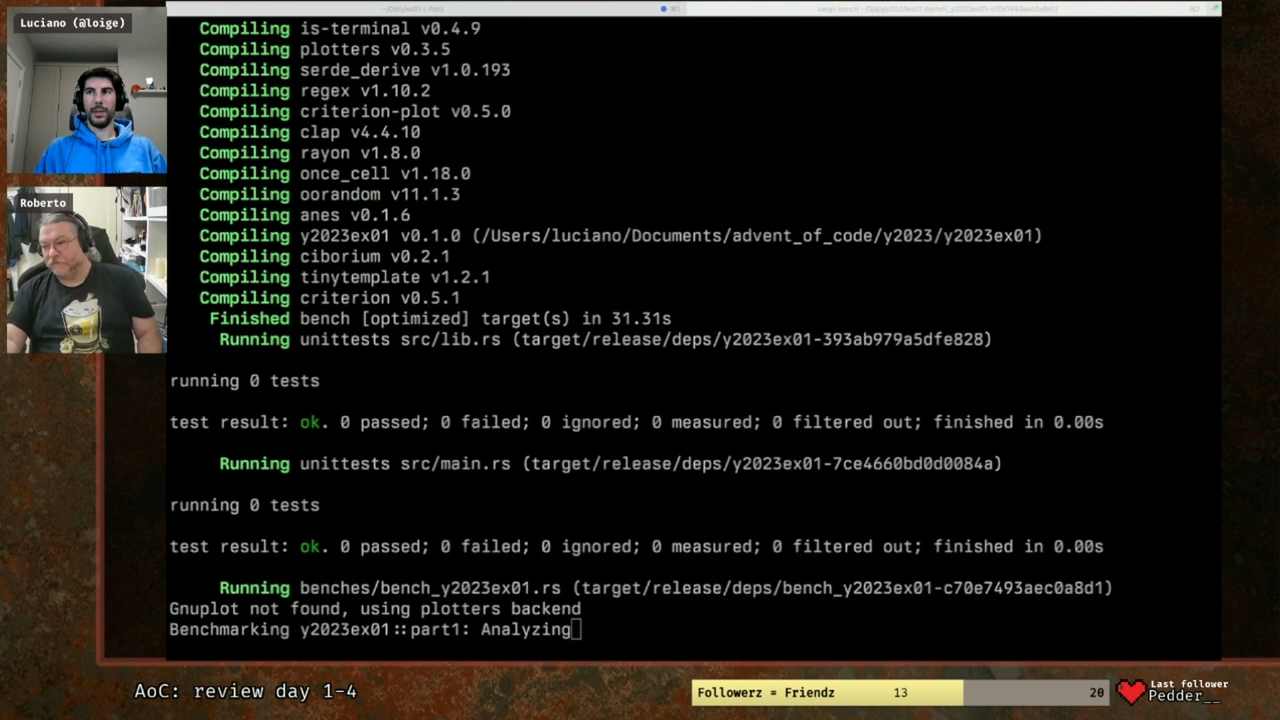 Luciano (@loige)
Roberto
Compiling is-terminal v0.4.9
Compiling plotters v0.3.5
Compiling serde_derive v1.0.193
Compiling regex v1.10.2
Compiling criterion-plot v0.5.0
Compiling clap v4.4.10
Compiling rayon v1.8.0
Compiling once_cell v1.18.0
Compiling oorandom v11.1.3
Compiling anes v0.1.6
Compiling y2023ex01 v0.1.0 (/Users/luciano/Documents/advent_of_code/y2023/y2023ex01)
Compiling ciborium v0.2.1
Compiling tinytemplate v1.2.1
Compiling criterion v0.5.1
Finished bench [optimized] target(s) in 31.31s
Running unittests src/lib.rs (target/release/deps/y2023ex01-393ab979a5dfe828)
running 0 tests
test result: ok. 0 passed; 0 failed; 0 ignored; 0 measured; 0 filtered out; finished in 0.00s
Running unittests src/main.rs (target/release/deps/y2023ex01-7ce4660bd0d0084a)
running 0 tests
test result: ok. 0 passed; 0 failed; 0 ignored; 0 measured; 0 filtered out; finished in 0.00s
Running benches/bench_y2023ex01.rs (target/release/deps/bench_y2023ex01-c70e7493aec0a8d1)
Gnuplot not found, using plotters backend
Benchmarking y2023ex01::part1: Analyzing
AoC: review day 1-4
Followerz = Friendz 13 20
Last follower
Pedder__